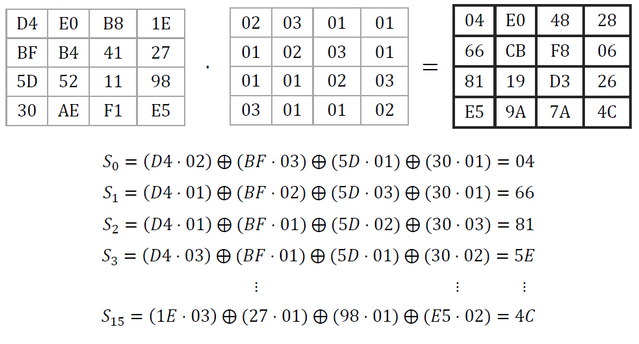 D4 E0 B8 1E 02 03 01 01 04 E0 48 28
BF B4 41 27 01 02 03 01 66 CB F8 06
· =
5D 52 11 98 01 01 02 03 81 19 D3 26
30 AE F1 E5 03 01 01 02 E5 9A 7A 4C
S₀ = (D4 · 02) ⊕ (BF · 03) ⊕ (5D · 01) ⊕ (30 · 01) = 04
S₁ = (D4 · 01) ⊕ (BF · 02) ⊕ (5D · 03) ⊕ (30 · 01) = 66
S₂ = (D4 · 01) ⊕ (BF · 01) ⊕ (5D · 02) ⊕ (30 · 03) = 81
S₃ = (D4 · 03) ⊕ (BF · 01) ⊕ (5D · 01) ⊕ (30 · 02) = 5E
⋮ ⋮ ⋮
S₁₅ = (1E · 03) ⊕ (27 · 01) ⊕ (98 · 01) ⊕ (E5 · 02) = 4C